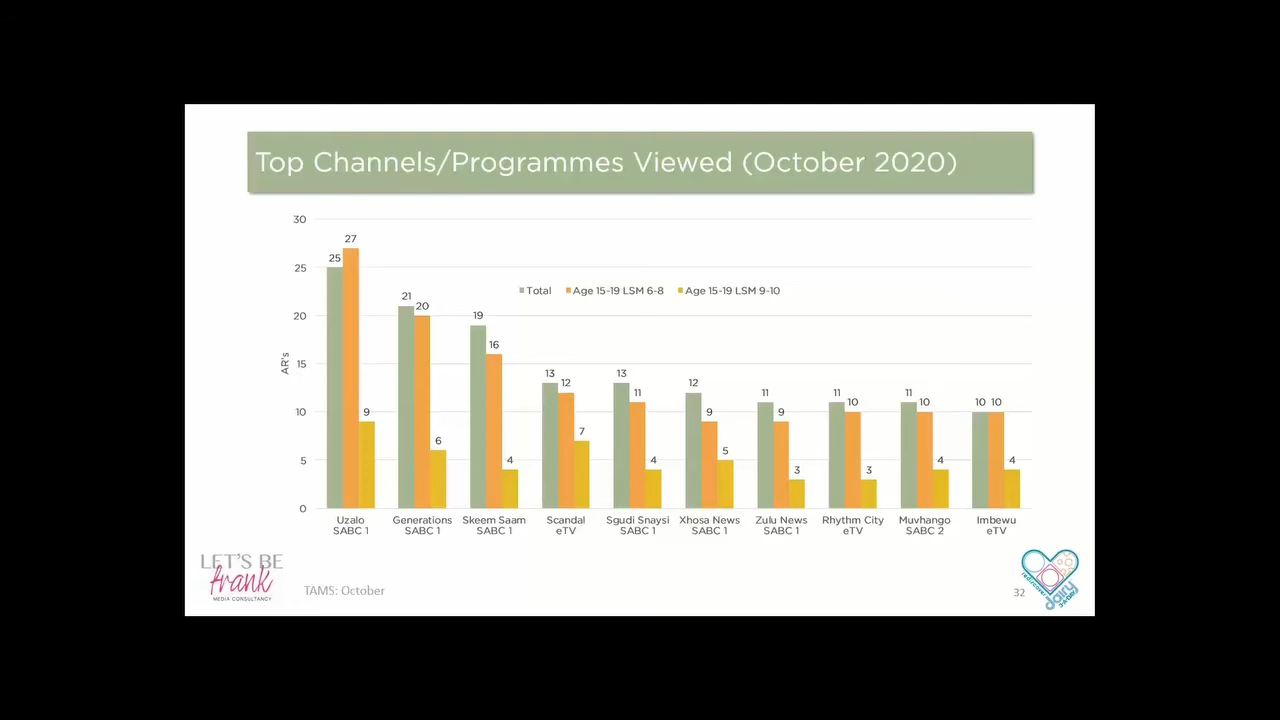 Top Channels/Programmes Viewed (October 2020)
30
25
20
15
10
5
0
AR's
Total
Age 15-19 LSM 6-8
Age 15-19 LSM 9-10
25 27 9
21 20 6
19 16 4
13 12 7
13 11 4
12 9 5
11 9 3
11 10 3
11 10 4
10 10 4
Uzalo
SABC 1
Generations
SABC 1
Skeem Saam
SABC 1
Scandal
eTV
Sgudi Snaysi
SABC 1
Xhosa News
SABC 1
Zulu News
SABC 1
Rhythm City
eTV
Muvhango
SABC 2
Imbewu
eTV
LET'S BE
frank
MEDIA CONSULTANCY
TAMS: October
32
rediscover
dairy